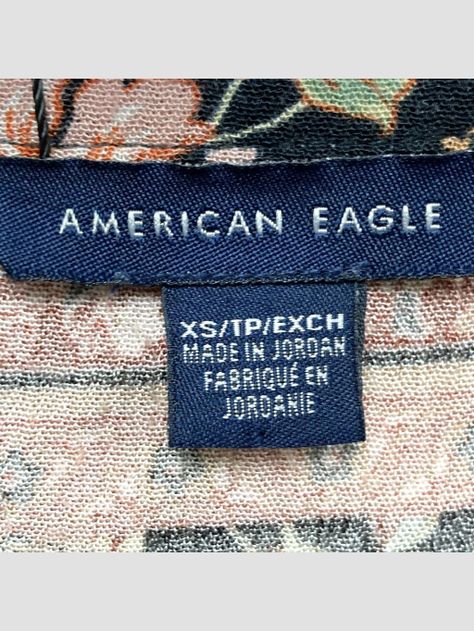 AMERICAN EAGLE
XS/TP/EXCH
MADE IN JORDAN
FABRIQUÉ EN
JORDANIE